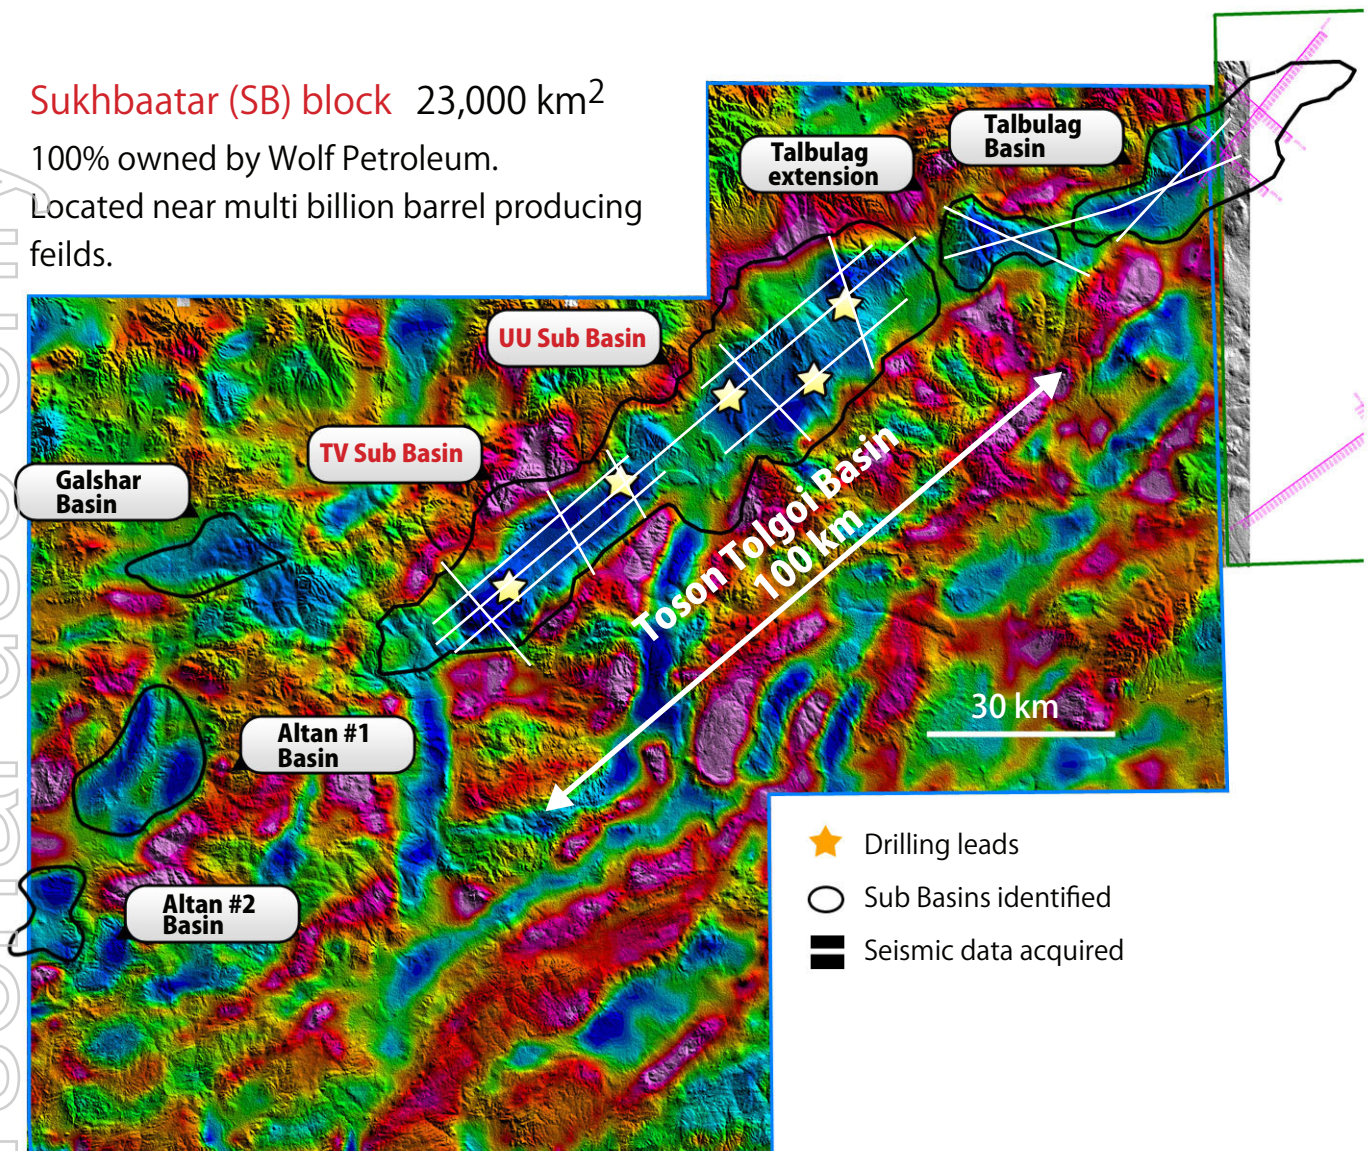 Sukhbaatar (SB) block 23,000 km2
100% owned by Wolf Petroleum.
Located near multi billion barrel producing
feilds.
Talbulag
Basin
Talbulag
extension
UU Sub Basin
TV Sub Basin
Galshar
Basin
Toson Tolgoi Basin
100 km
30 km
Altan #1
Basin
Altan #2
Basin
Drilling leads
Sub Basins identified
Seismic data acquired